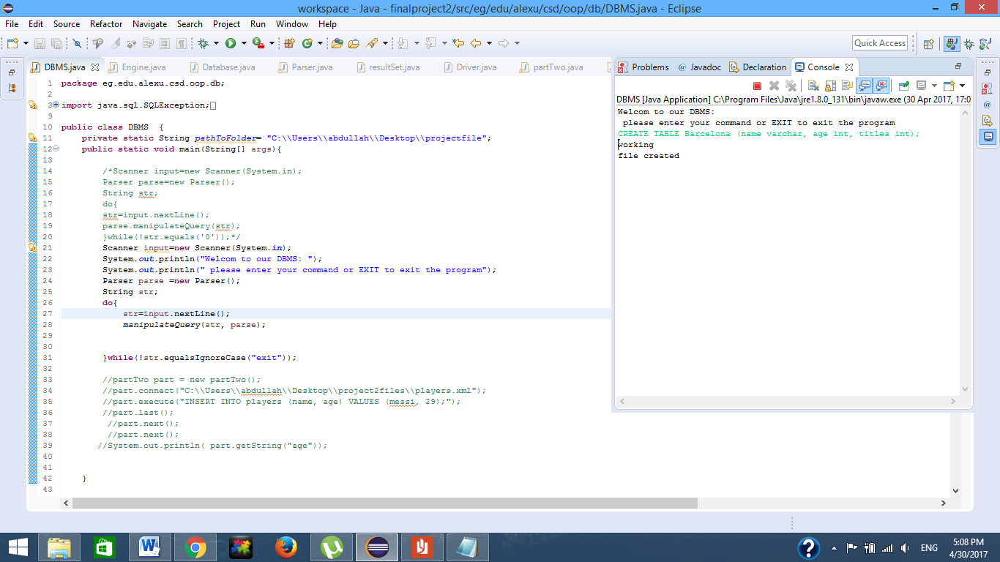 workspace - Java - finalproject2/src/eg/edu/alexu/csd/oop/db/DBMS.java - Eclipse
File Edit Source Refactor Navigate Search Project Run Window Help
Quick Access
DBMS.java Engine.java Database.java Parser.java resultSet.java Driver.java partTwo.java
1 package eg.edu.alexu.csd.oop.db;
2
3 import java.sql.SQLException;
9
10 public class DBMS {
11 private static String pathToFolder= "C:\\Users\\abdullah\\Desktop\\projectfile";
12 public static void main(String[] args){
13
14 /*Scanner input=new Scanner(System.in);
15 Parser parse=new Parser();
16 String str;
17 do{
18 str=input.nextLine();
19 parse.manipulateQuery(str);
20 }while(!str.equals('0'));*/
21 Scanner input=new Scanner(System.in);
22 System.out.println("Welcom to our DBMS: ");
23 System.out.println(" please enter your command or EXIT to exit the program");
24 Parser parse =new Parser();
25 String str;
26 do{
27 str=input.nextLine();
28 manipulateQuery(str, parse);
29
30
31 }while(!str.equalsIgnoreCase("exit"));
32
33 //partTwo part = new partTwo();
34 //part.connect("C:\\Users\\abdullah\\Desktop\\project2files\\players.xml");
35 //part.execute("INSERT INTO players (name, age) VALUES (messi, 29);");
36 //part.last();
37 //part.next();
38 //part.next();
39 //System.out.println( part.getString("age"));
40
41
42 }
43
Problems Javadoc Declaration Console
DBMS [Java Application] C:\Program Files\Java\jre1.8.0_131\bin\javaw.exe (30 Apr 2017, 17:0
Welcom to our DBMS:
please enter your command or EXIT to exit the program
CREATE TABLE Barcelona (name varchar, age int, titles int);
working
file created
ENG
5:08 PM
4/30/2017